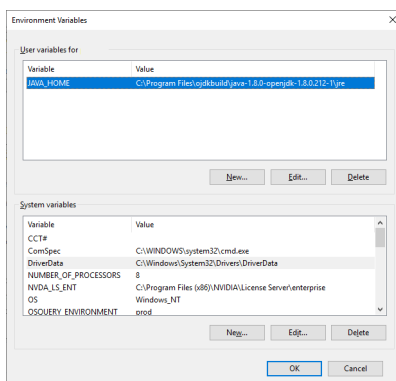 Environment Variables
User variables for
Variable Value
JAVA_HOME C:\Program Files\ojdkbuild\java-1.8.0-openjdk-1.8.0.212-1\jre
New... Edit... Delete
System variables
Variable Value
CCT#
ComSpec C:\WINDOWS\system32\cmd.exe
DriverData C:\Windows\System32\Drivers\DriverData
NUMBER_OF_PROCESSORS 8
NVDA_LS_ENT C:\Program Files (x86)\NVIDIA\License Server\enterprise
OS Windows_NT
OSQUERY_ENVIRONMENT prod
New... Edit... Delete
OK Cancel